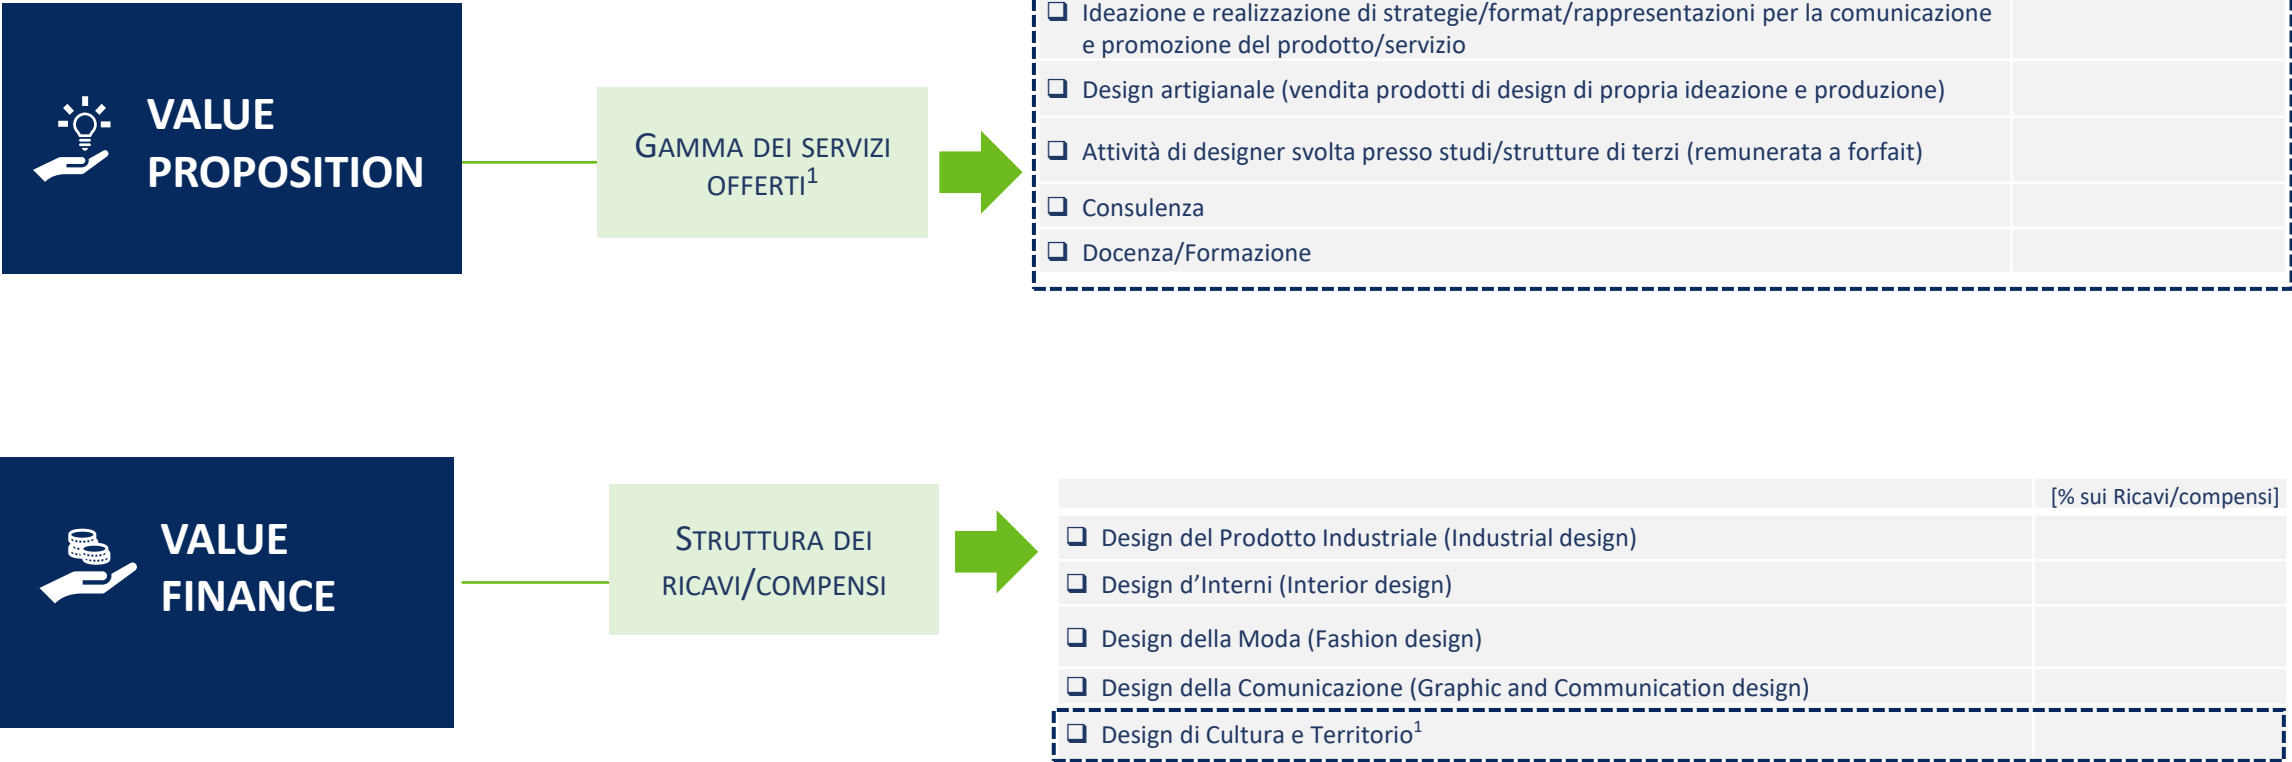 VALUE
PROPOSITION
GAMMA DEI SERVIZI
OFFERTI1
❑ Ideazione e realizzazione di strategie/format/rappresentazioni per la comunicazione
e promozione del prodotto/servizio
❑ Design artigianale (vendita prodotti di design di propria ideazione e produzione)
❑ Attività di designer svolta presso studi/strutture di terzi (remunerata a forfait)
❑ Consulenza
❑ Docenza/Formazione
VALUE
FINANCE
STRUTTURA DEI
RICAVI/COMPENSI
[% sui Ricavi/compensi]
❑ Design del Prodotto Industriale (Industrial design)
❑ Design d’Interni (Interior design)
❑ Design della Moda (Fashion design)
❑ Design della Comunicazione (Graphic and Communication design)
❑ Design di Cultura e Territorio1